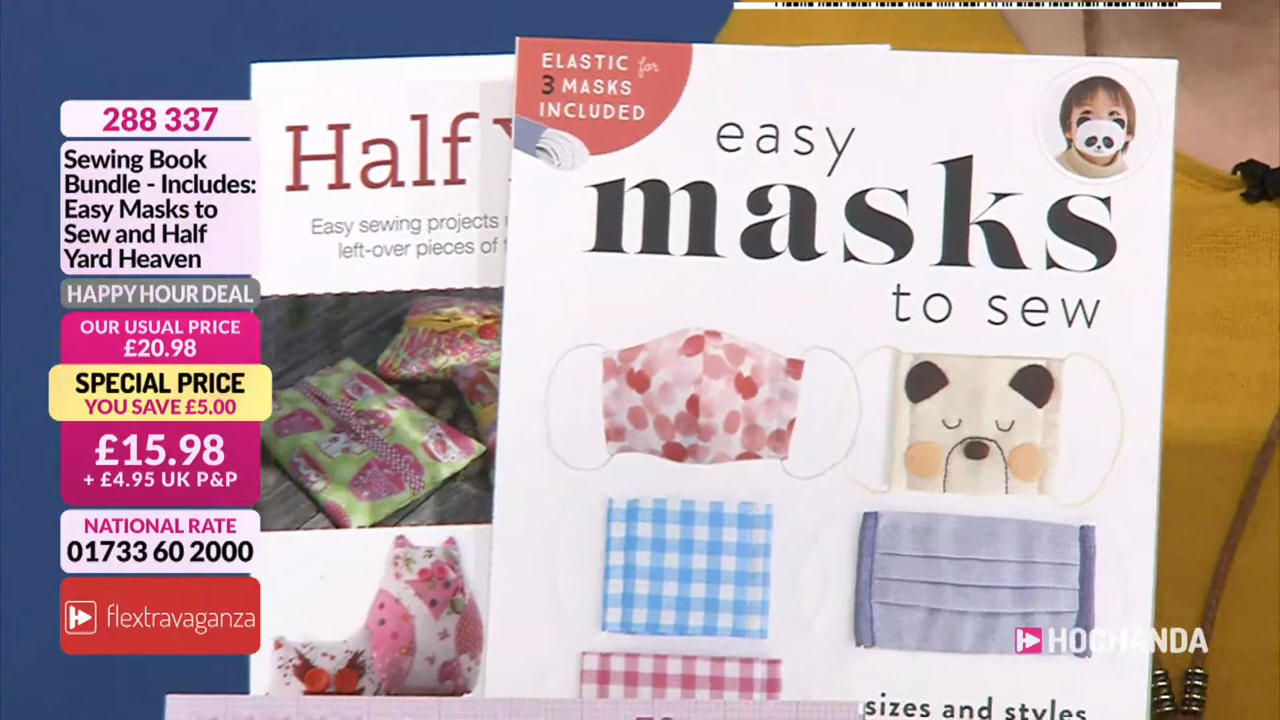 288 337
Sewing Book
Bundle - Includes:
Easy Masks to
Sew and Half
Yard Heaven
HAPPY HOUR DEAL
OUR USUAL PRICE
£20.98
SPECIAL PRICE
YOU SAVE £5.00
£15.98
+ £4.95 UK P&P
NATIONAL RATE
01733 60 2000
flextravaganza
Half
Easy sewing projects
left-over pieces of
ELASTIC for
3 MASKS
INCLUDED
easy
masks
to sew
sizes and styles
HOCHANDA